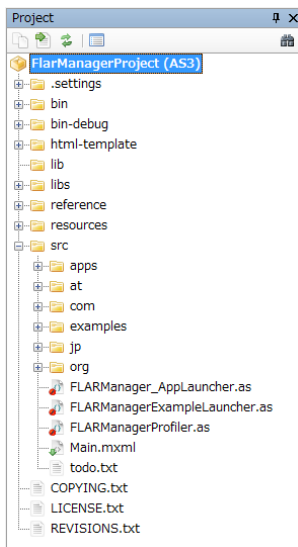 Project
FlarManagerProject (AS3)
.settings
bin
bin-debug
html-template
lib
libs
reference
resources
src
apps
at
com
examples
jp
org
FLARManager_AppLauncher.as
FLARManagerExampleLauncher.as
FLARManagerProfiler.as
Main.mxml
todo.txt
COPYING.txt
LICENSE.txt
REVISIONS.txt